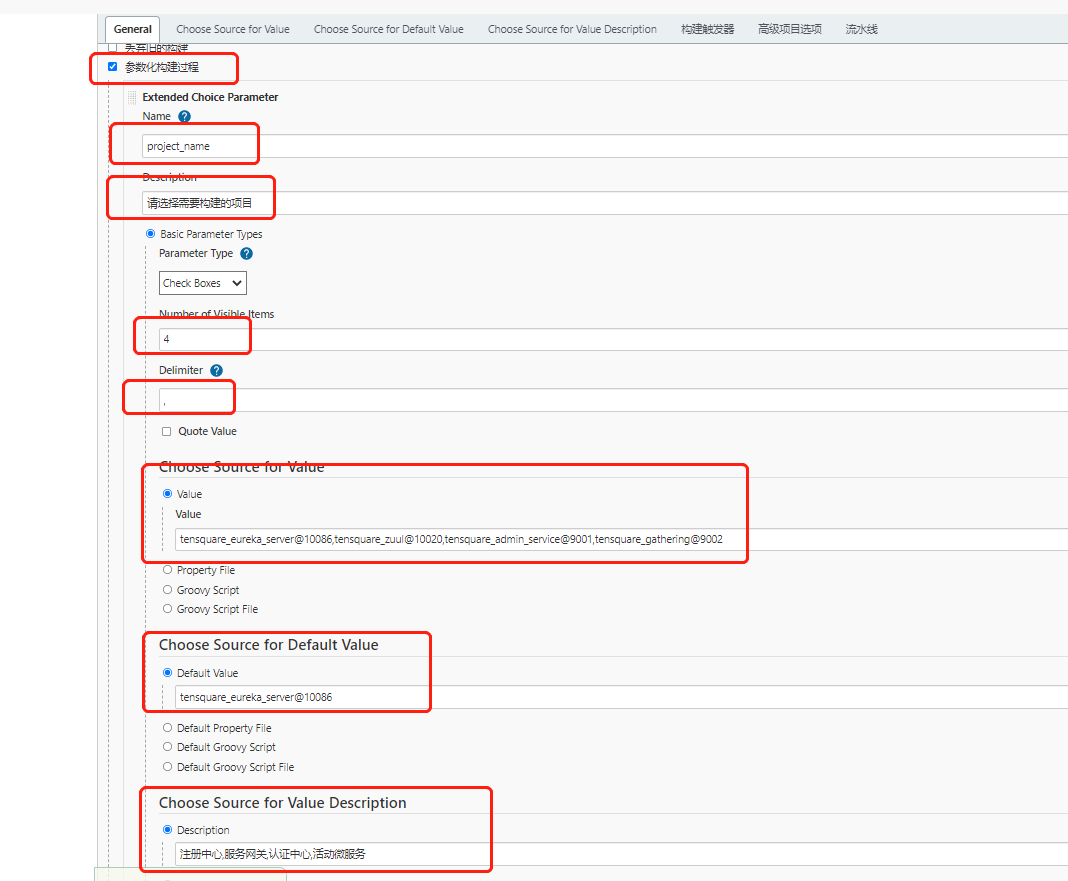 General Choose Source for Value Choose Source for Default Value Choose Source for Value Description 构建触发器 高级项目选项 流水线
丢弃旧的构建
参数化构建过程
Extended Choice Parameter
Name ?
project_name
Description
请选择需要构建的项目
Basic Parameter Types
Parameter Type ?
Check Boxes
Number of Visible Items
4
Delimiter ?
,
Quote Value
Choose Source for Value
Value
Value
tensquare_eureka_server@10086,tensquare_zuul@10020,tensquare_admin_service@9001,tensquare_gathering@9002
Property File
Groovy Script
Groovy Script File
Choose Source for Default Value
Default Value
tensquare_eureka_server@10086
Default Property File
Default Groovy Script
Default Groovy Script File
Choose Source for Value Description
Description
注册中心,服务网关,认证中心,活动微服务